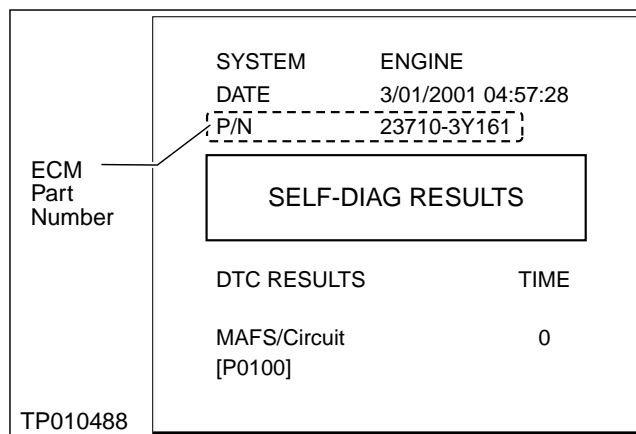 SYSTEM ENGINE
DATE 3/01/2001 04:57:28
P/N 23710-3Y161
ECM
Part
Number
SELF-DIAG RESULTS
DTC RESULTS TIME
MAFS/Circuit 0
[P0100]
TP010488